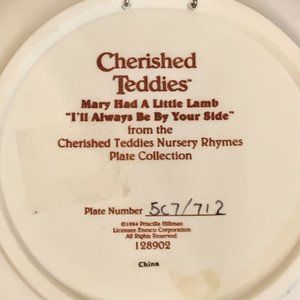 Cherished
Teddies™
Mary Had A Little Lamb
"I'll Always Be By Your Side"
from the
Cherished Teddies Nursery Rhymes
Plate Collection
Plate Number 5C7/712
©1994 Priscilla Hillman
Licensee Enesco Corporation
All Rights Reserved.
128902
China